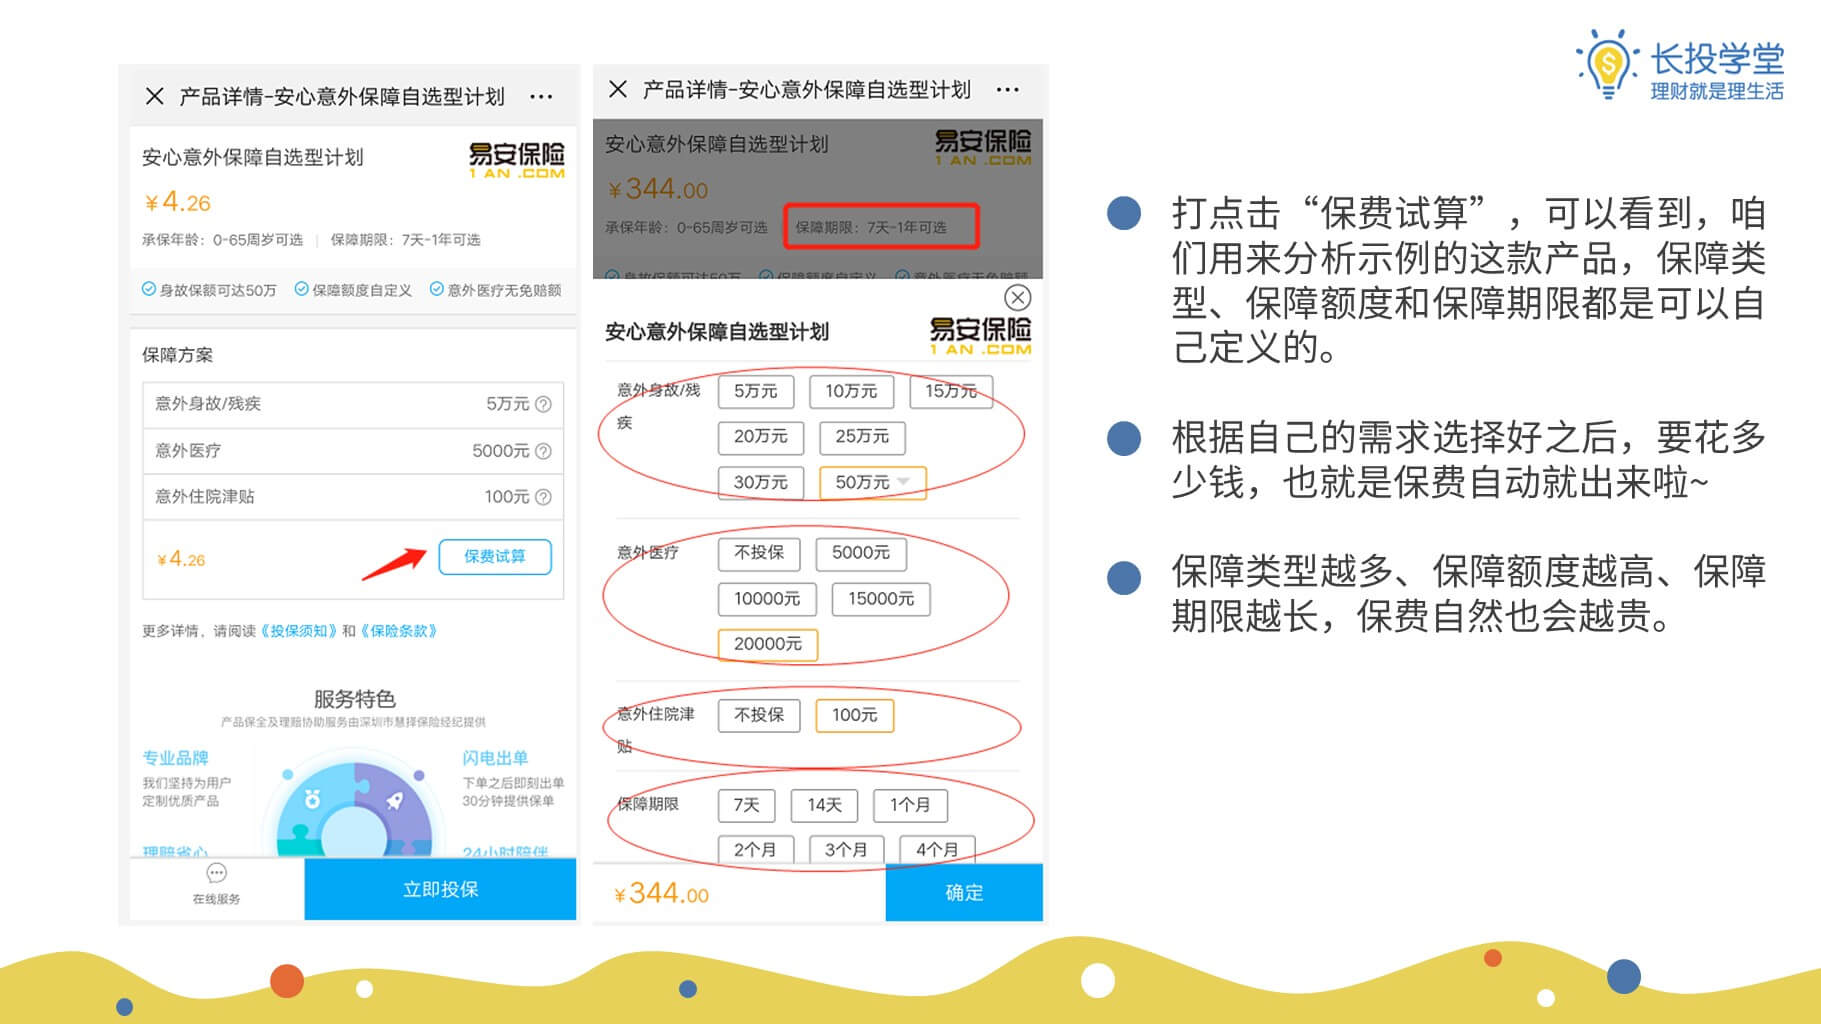 长投学堂
理财就是理生活
产品详情-安心意外保障自选型计划
安心意外保障自选型计划
易安保险
1 AN .COM
¥4.26
承保年龄：0-65周岁可选 | 保障期限：7天-1年可选
身故保额可达50万 保障额度自定义 意外医疗无免赔额
保障方案
意外身故/残疾 5万元
意外医疗 5000元
意外住院津贴 100元
¥4.26 保费试算
更多详情，请阅读《投保须知》和《保险条款》
服务特色
产品保全及理赔协助服务由深圳市慧择保险经纪提供
专业品牌 闪电出单
我们坚持为用户 下单之后即刻出单
定制优质产品 30分钟提供保单
理赔省心 24小时陪伴
在线服务 立即投保
产品详情-安心意外保障自选型计划
安心意外保障自选型计划
易安保险
1 AN .COM
¥344.00
承保年龄：0-65周岁可选 保障期限：7天-1年可选
身故保额可达50万 保障额度自定义 意外医疗无免赔额
安心意外保障自选型计划
易安保险
1 AN .COM
意外身故/残 5万元 10万元 15万元
疾
20万元 25万元
30万元 50万元
意外医疗 不投保 5000元
10000元 15000元
20000元
意外住院津 不投保 100元
贴
保障期限 7天 14天 1个月
2个月 3个月 4个月
¥344.00 确定
打点击“保费试算”，可以看到，咱
们用来分析示例的这款产品，保障类
型、保障额度和保障期限都是可以自
己定义的。
根据自己的需求选择好之后，要花多
少钱，也就是保费自动就出来啦~
保障类型越多、保障额度越高、保障
期限越长，保费自然也会越贵。